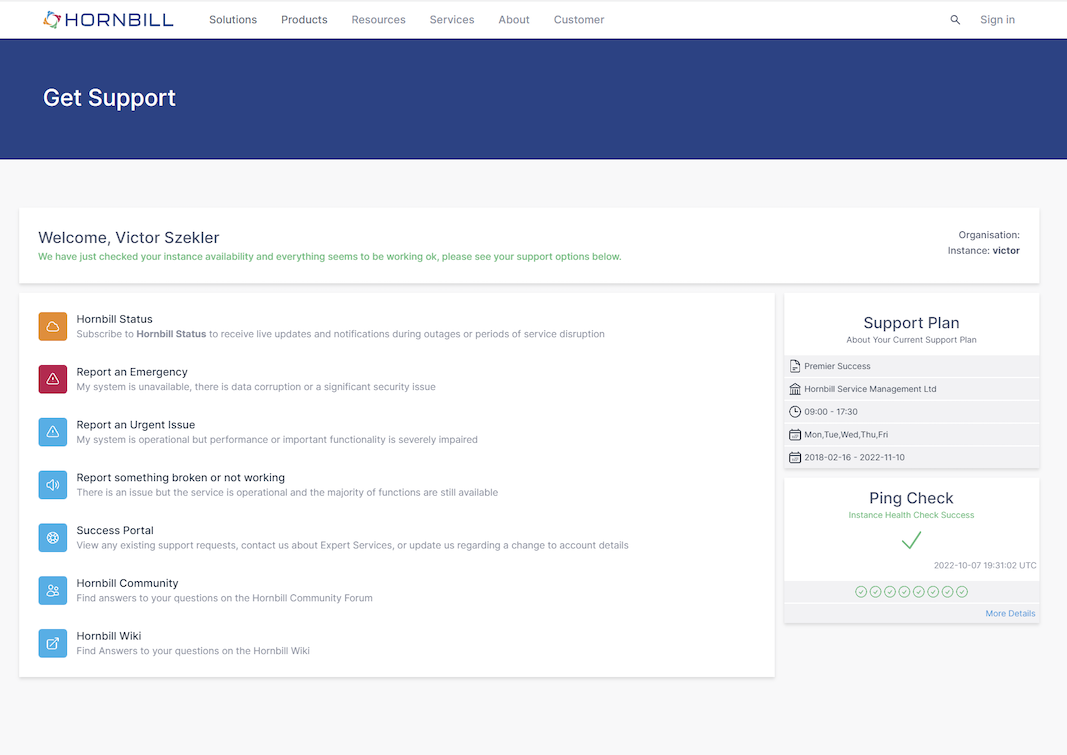 HORNBILL
Solutions Products Resources Services About Customer Sign in
Get Support
Welcome, Victor Szekler
We have just checked your instance availability and everything seems to be working ok, please see your support options below.
Organisation:
Instance: victor
Hornbill Status
Subscribe to Hornbill Status to receive live updates and notifications during outages or periods of service disruption
Report an Emergency
My system is unavailable, there is data corruption or a significant security issue
Report an Urgent Issue
My system is operational but performance or important functionality is severely impaired
Report something broken or not working
There is an issue but the service is operational and the majority of functions are still available
Success Portal
View any existing support requests, contact us about Expert Services, or update us regarding a change to account details
Hornbill Community
Find answers to your questions on the Hornbill Community Forum
Hornbill Wiki
Find Answers to your questions on the Hornbill Wiki
Support Plan
About Your Current Support Plan
Premier Success
Hornbill Service Management Ltd
09:00 - 17:30
Mon,Tue,Wed,Thu,Fri
2018-02-16 - 2022-11-10
Ping Check
Instance Health Check Success
2022-10-07 19:31:02 UTC
More Details